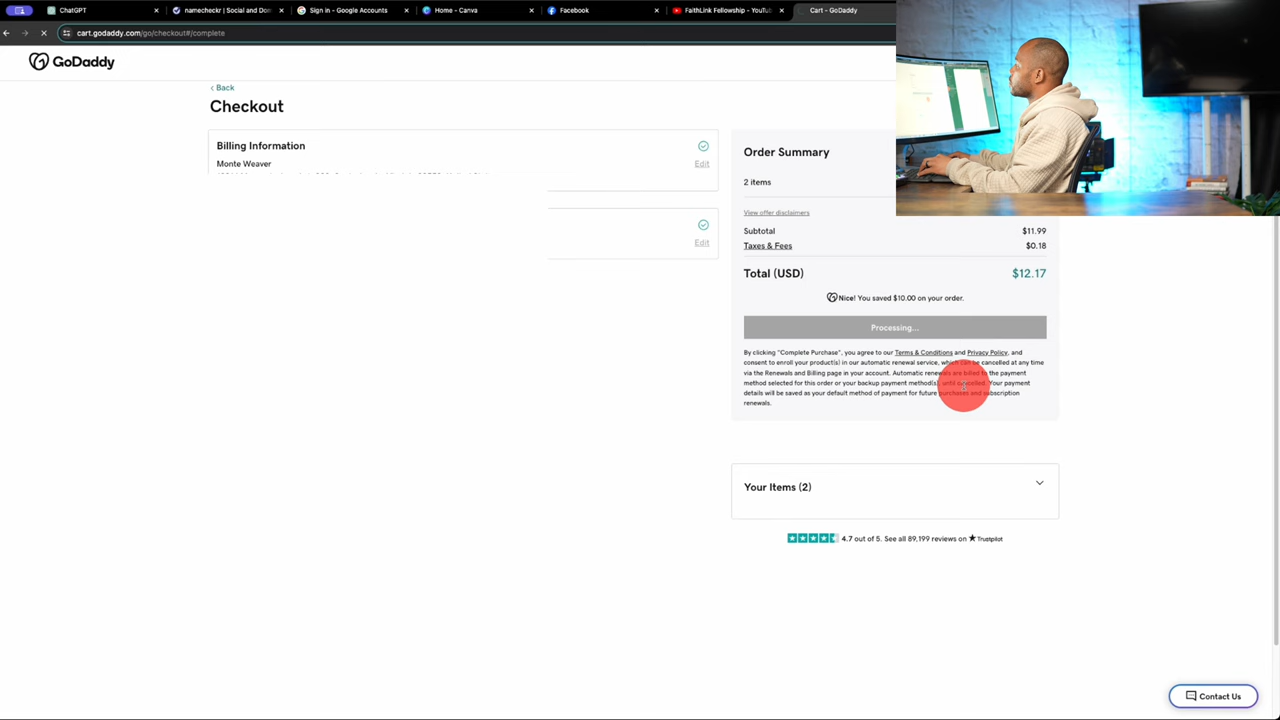 ChatGPT
namecheckr | Social and Dom
Sign in - Google Accounts
Home - Canva
Facebook
FaithLink Fellowship - YouTub
Cart - GoDaddy
cart.godaddy.com/go/checkout#/complete
GoDaddy
Back
Checkout
Billing Information
Monte Weaver
Edit
Edit
Order Summary
2 items
View offer disclaimers
Subtotal $11.99
Taxes & Fees $0.18
Total (USD) $12.17
Nice! You saved $10.00 on your order.
Processing...
By clicking "Complete Purchase", you agree to our Terms & Conditions and Privacy Policy, and
consent to enroll your product(s) in our automatic renewal service, which can be cancelled at any time
via the Renewals and Billing page in your account. Automatic renewals are billed to the payment
method selected for this order or your backup payment method(s), until cancelled. Your payment
details will be saved as your default method of payment for future purchases and subscription
renewals.
Your Items (2)
4.7 out of 5. See all 89,199 reviews on Trustpilot
Contact Us